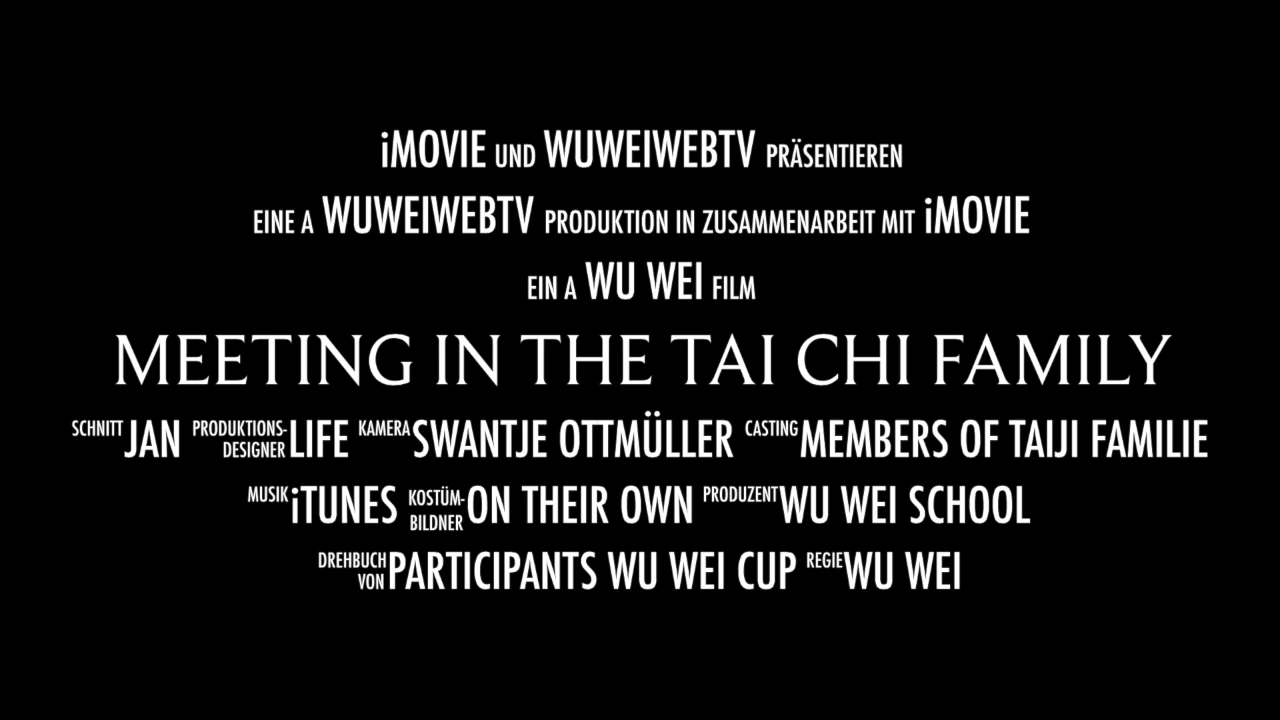 iMOVIE UND WUWEIWEBTV PRÄSENTIEREN
EINE A WUWEIWEBTV PRODUKTION IN ZUSAMMENARBEIT MIT iMOVIE
EIN A WU WEI FILM
MEETING IN THE TAI CHI FAMILY
SCHNITT JAN PRODUKTIONS-DESIGNER LIFE KAMERA SWANTJE OTTMÜLLER CASTING MEMBERS OF TAIJI FAMILIE
MUSIK iTUNES KOSTÜM-BILDNER ON THEIR OWN PRODUZENT WU WEI SCHOOL
DREHBUCH VON PARTICIPANTS WU WEI CUP REGIE WU WEI